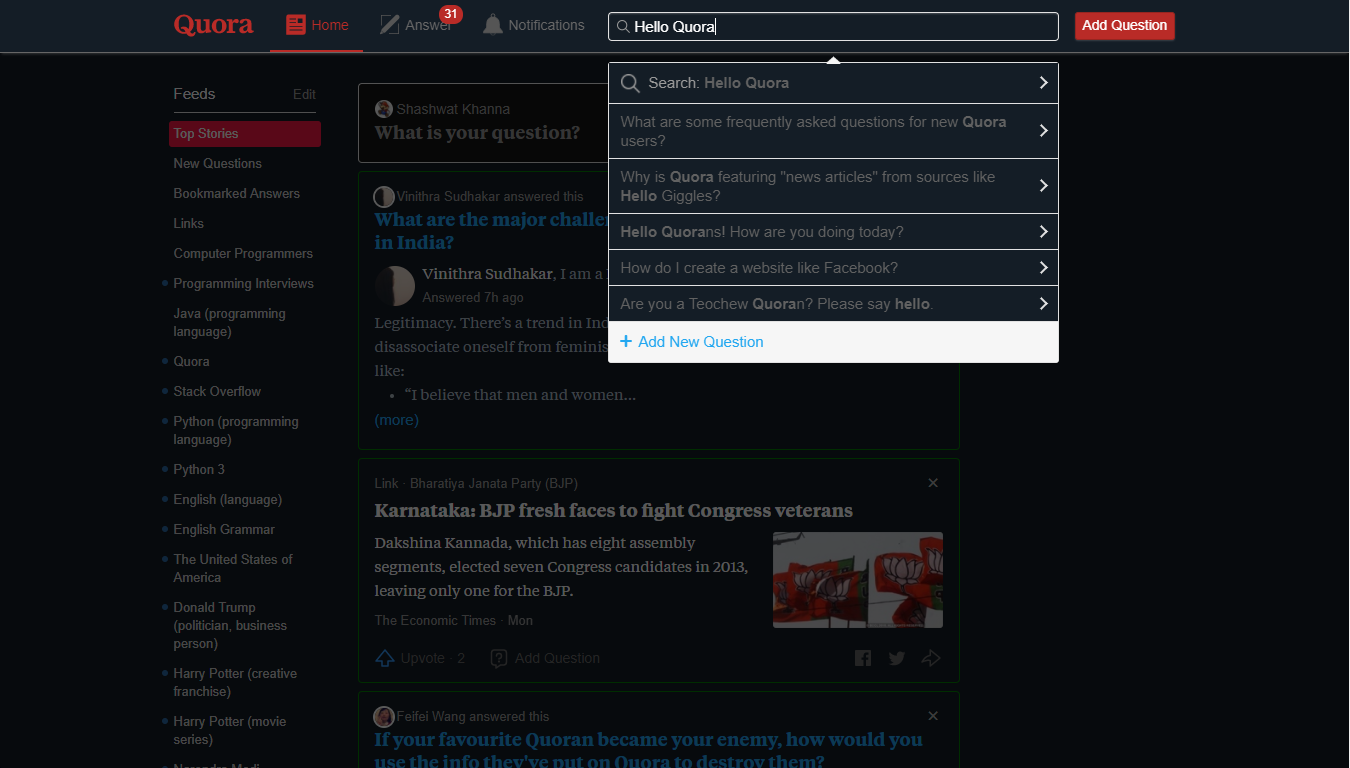 Quora
Home
Answer
31
Notifications
Hello Quora
Add Question
Search: Hello Quora
What are some frequently asked questions for new Quora
users?
Why is Quora featuring "news articles" from sources like
Hello Giggles?
Hello Quorans! How are you doing today?
How do I create a website like Facebook?
Are you a Teochew Quoran? Please say hello.
+ Add New Question
Feeds
Edit
Top Stories
New Questions
Bookmarked Answers
Links
Computer Programmers
Programming Interviews
Java (programming
language)
Quora
Stack Overflow
Python (programming
language)
Python 3
English (language)
English Grammar
The United States of
America
Donald Trump
(politician, business
person)
Harry Potter (creative
franchise)
Harry Potter (movie
series)
Narendra Modi
Shashwat Khanna
What is your question?
Vinithra Sudhakar answered this
What are the major challe
in India?
Vinithra Sudhakar, I am a
Answered 7h ago
Legitimacy. There's a trend in Ind
disassociate oneself from feminis
like:
• "I believe that men and women...
(more)
Link · Bharatiya Janata Party (BJP)
Karnataka: BJP fresh faces to fight Congress veterans
Dakshina Kannada, which has eight assembly
segments, elected seven Congress candidates in 2013,
leaving only one for the BJP.
The Economic Times · Mon
Upvote · 2
Add Question
Feifei Wang answered this
If your favourite Quoran became your enemy, how would you
use the info they've put on Quora to destroy them?